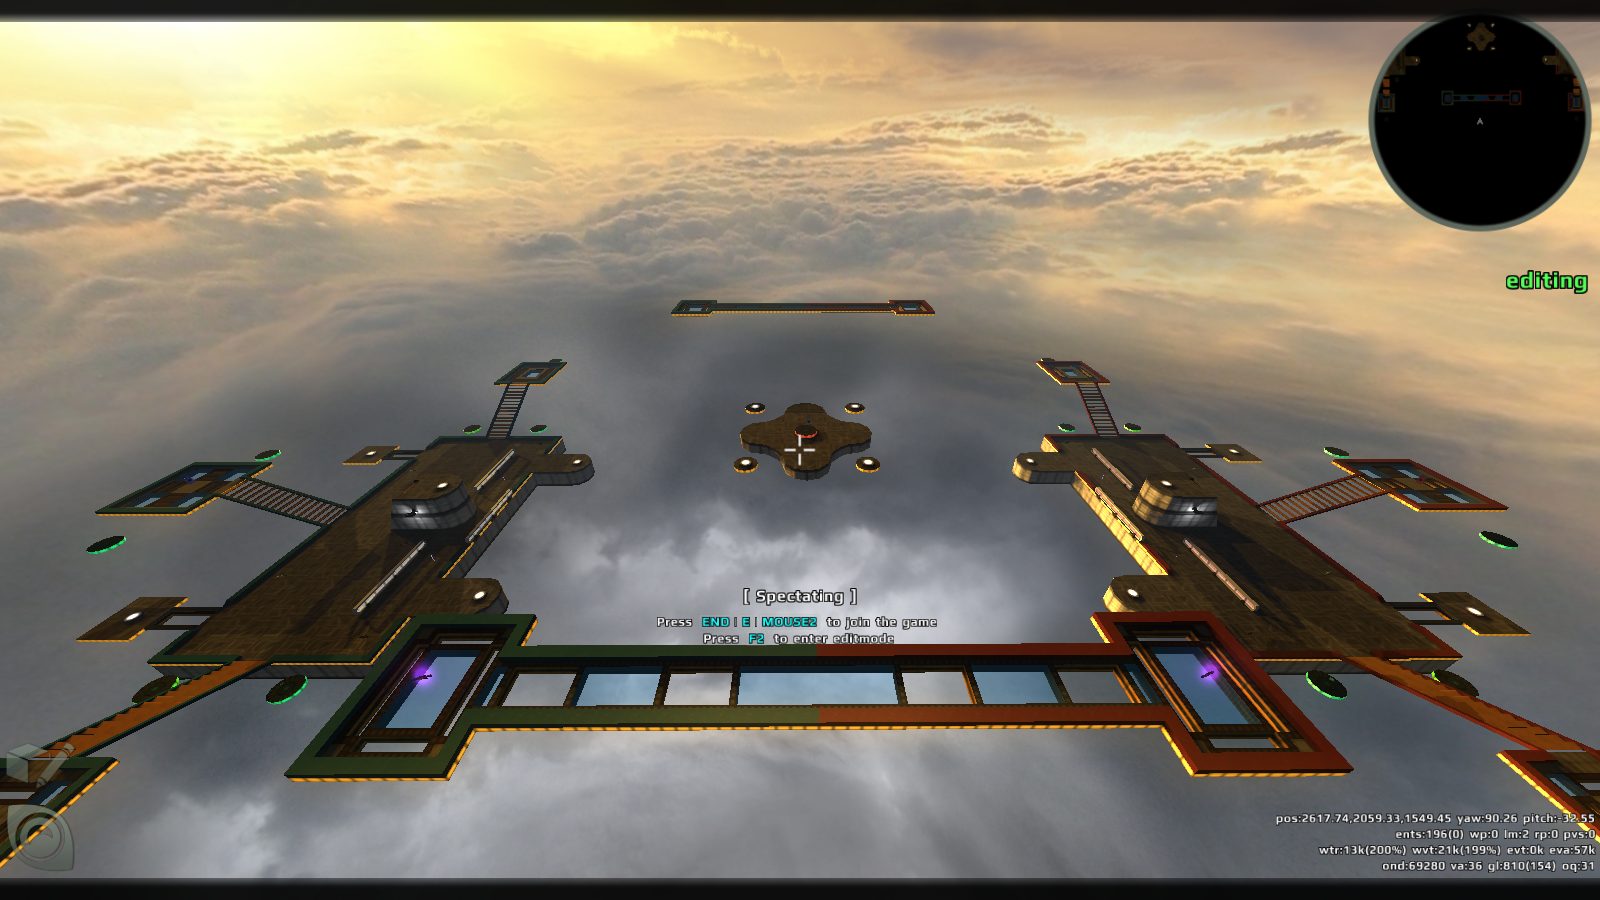 editing
[ Spectating ]
Press END | E | MOUSE2 to join the game
Press F2 to enter editmode
pos:2617.74,2059.33,1549.45 yaw:90.26 pitch:-32.55
ents:196(0) wp:0 lm:2 rp:0 pvs:0
wtr:13k(200%) wvt:21k(199%) evt:0k eva:57k
ond:69280 va:36 gl:810(154) oq:31